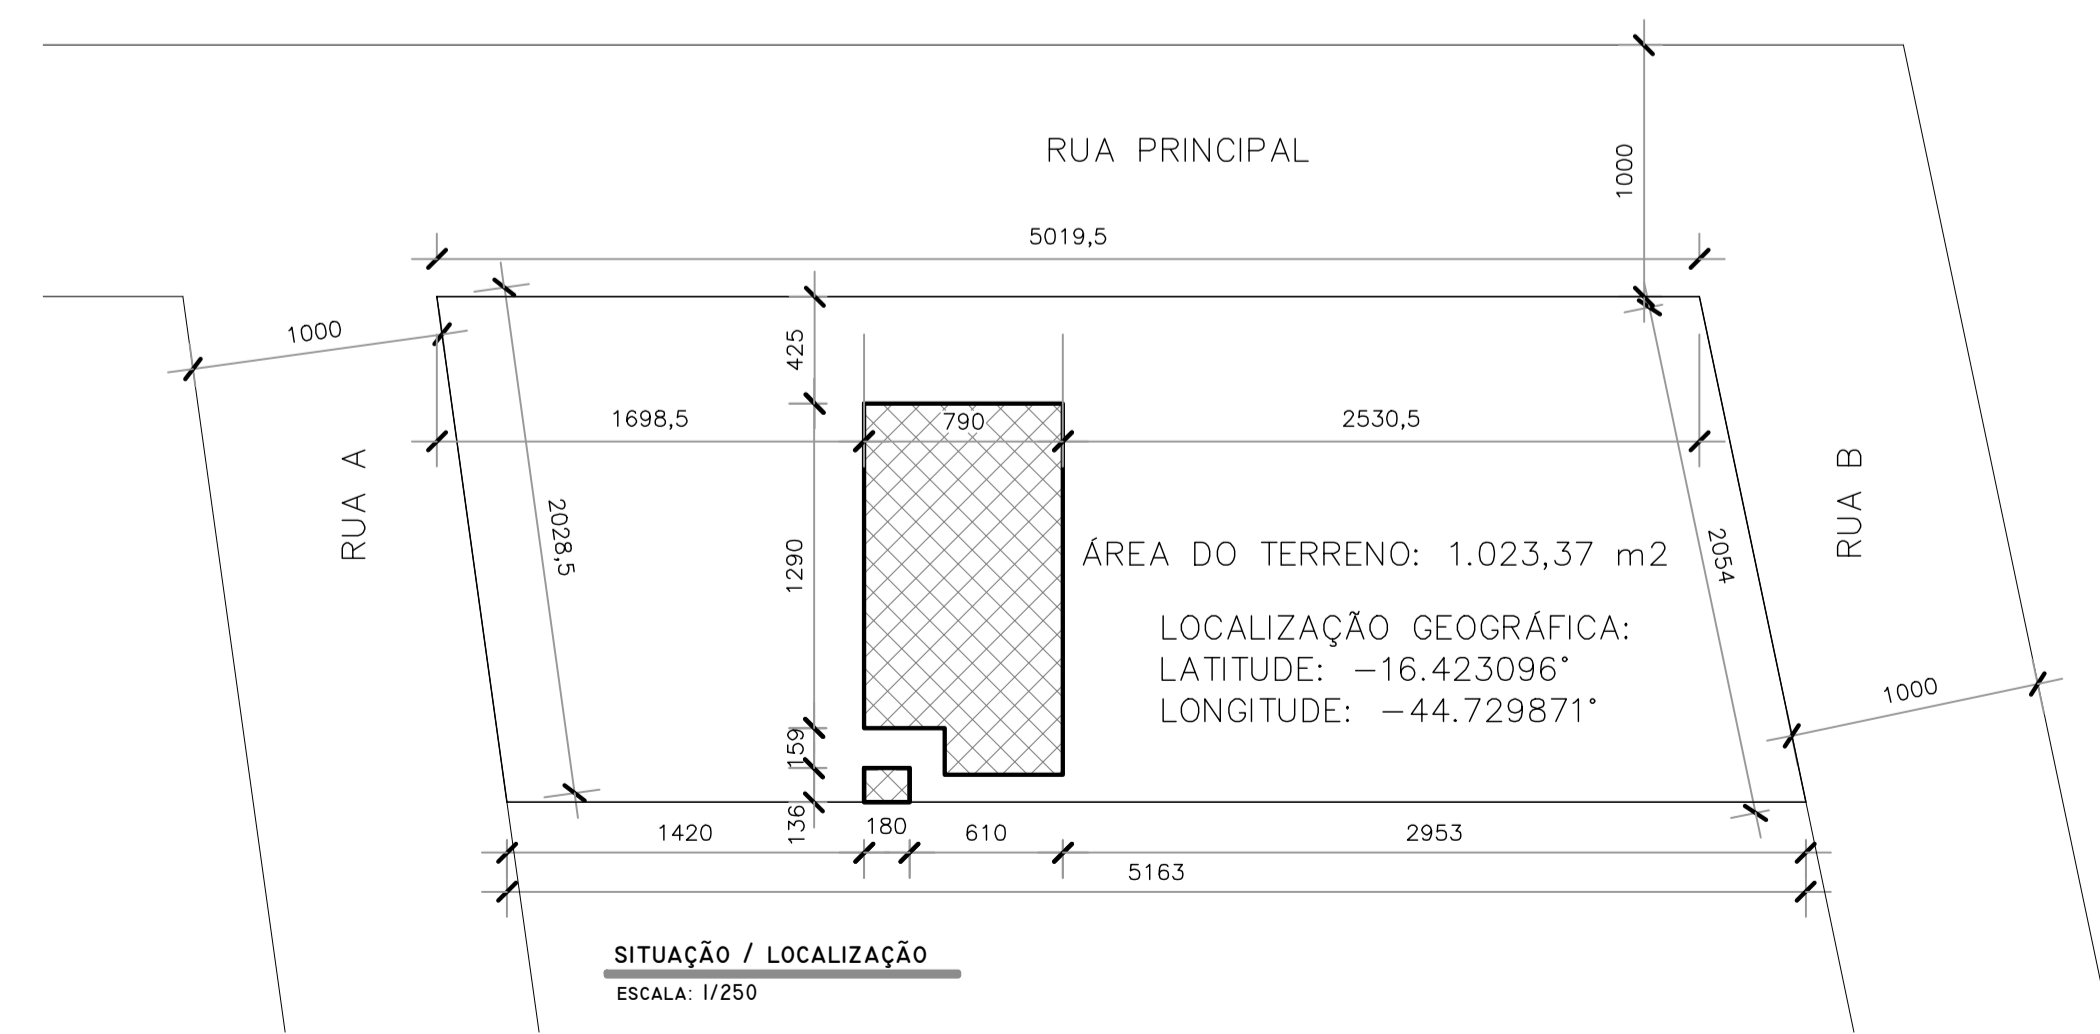 RUA PRINCIPAL
1000
5019,5
1000
425
1698,5
790
2530,5
RUA A
RUA B
2028,5
1290
2054
ÁREA DO TERRENO: 1.023,37 m2
LOCALIZAÇÃO GEOGRÁFICA:
LATITUDE: −16.423096°
LONGITUDE: −44.729871°
1000
159
136
1420
180
610
2953
5163
SITUAÇÃO / LOCALIZAÇÃO
ESCALA: 1/250